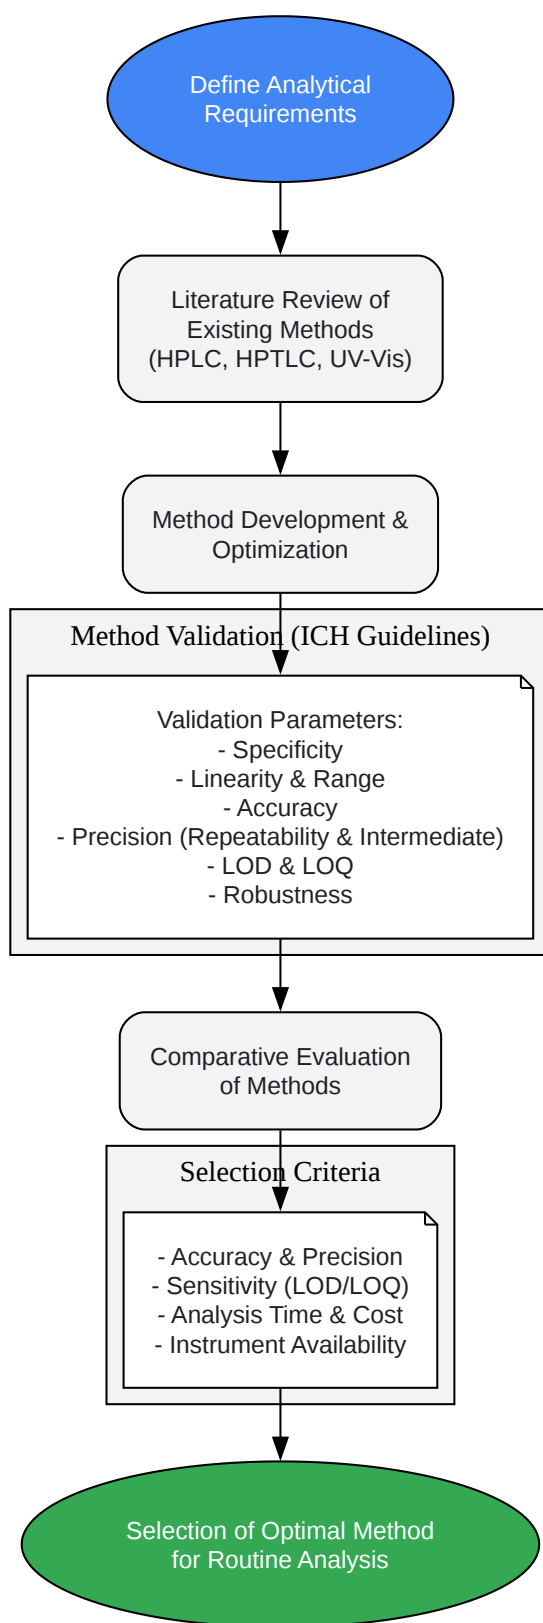 Define Analytical
Requirements
Literature Review of
Existing Methods
(HPLC, HPTLC, UV-Vis)
Method Development &
Optimization
Method Validation (ICH Guidelines)
Validation Parameters:
- Specificity
- Linearity & Range
- Accuracy
- Precision (Repeatability & Intermediate)
- LOD & LOQ
- Robustness
Comparative Evaluation
of Methods
Selection Criteria
- Accuracy & Precision
- Sensitivity (LOD/LOQ)
- Analysis Time & Cost
- Instrument Availability
Selection of Optimal Method
for Routine Analysis